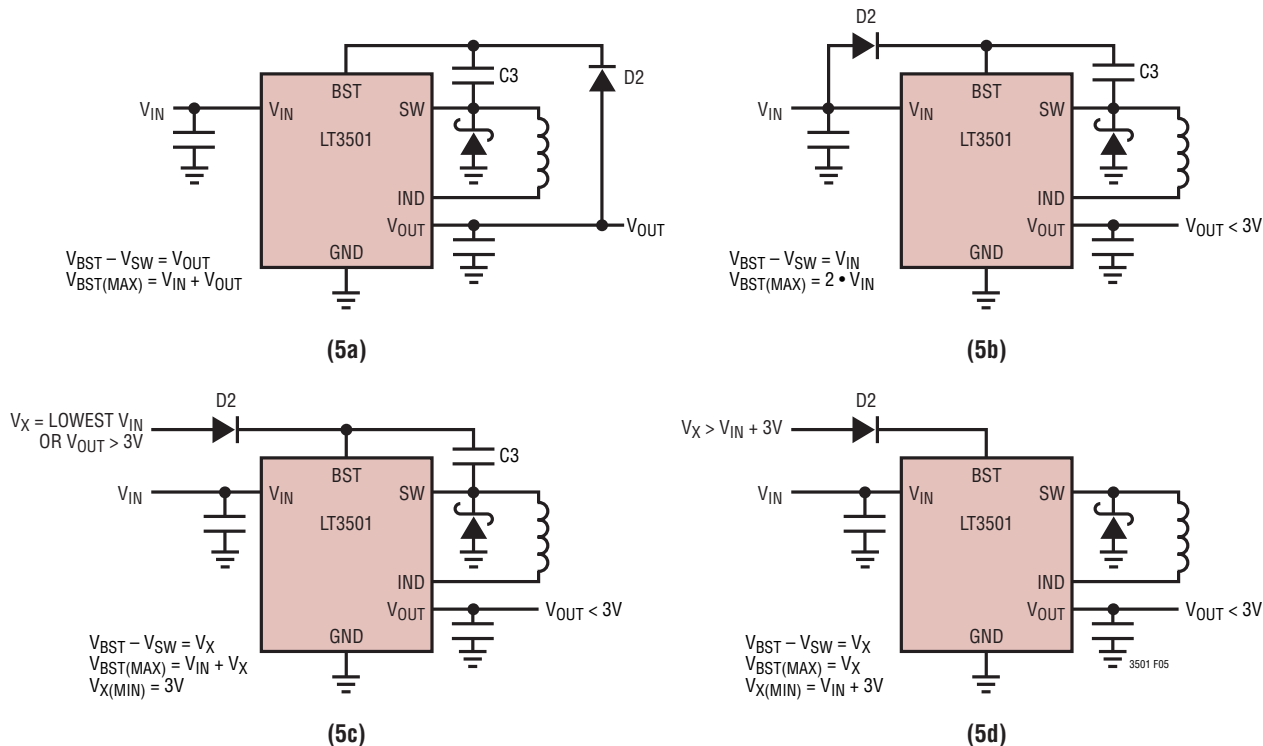 D2
C3
BST
V_IN
V_IN
SW
LT3501
IND
V_OUT
V_OUT
GND
V_BST – V_SW = V_OUT
V_BST(MAX) = V_IN + V_OUT
(5a)
D2
C3
BST
V_IN
V_IN
SW
LT3501
IND
V_OUT
V_OUT < 3V
GND
V_BST – V_SW = V_IN
V_BST(MAX) = 2 • V_IN
(5b)
D2
V_X = LOWEST V_IN
OR V_OUT > 3V
C3
BST
V_IN
V_IN
SW
LT3501
IND
V_OUT
V_OUT < 3V
GND
V_BST – V_SW = V_X
V_BST(MAX) = V_IN + V_X
V_X(MIN) = 3V
(5c)
D2
V_X > V_IN + 3V
BST
V_IN
V_IN
SW
LT3501
IND
V_OUT
V_OUT < 3V
GND
V_BST – V_SW = V_X
V_BST(MAX) = V_X
V_X(MIN) = V_IN + 3V
3501 F05
(5d)